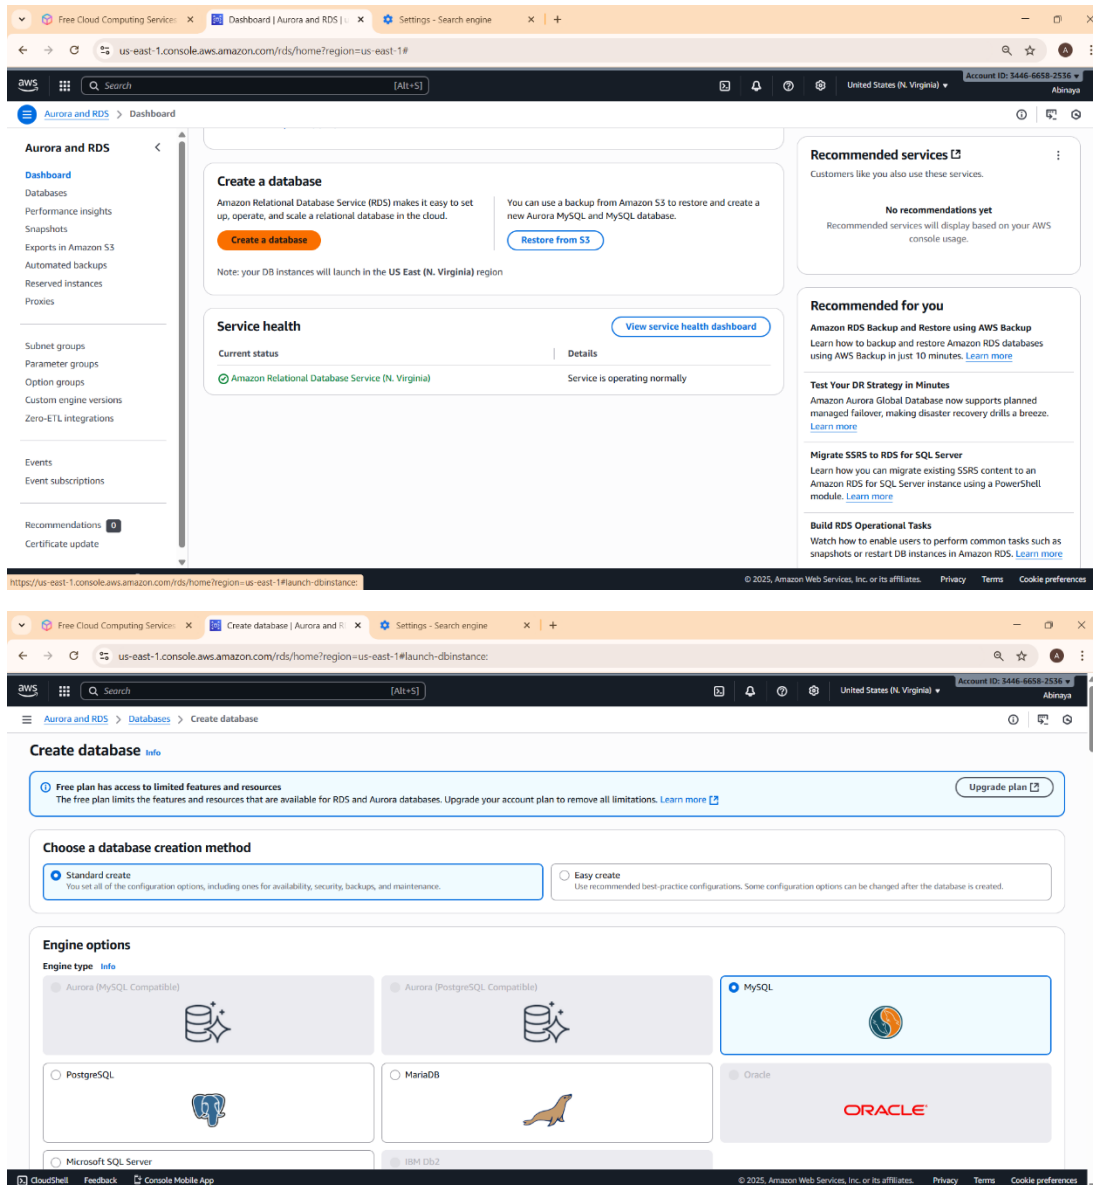 Free Cloud Computing Services
Dashboard | Aurora and RDS | u
Settings - Search engine
us-east-1.console.aws.amazon.com/rds/home?region=us-east-1#
A
aws
Search
[Alt+S]
United States (N. Virginia)
Account ID: 3446-6658-2536
Abinaya
Aurora and RDS > Dashboard
Aurora and RDS
Dashboard
Databases
Performance insights
Snapshots
Exports in Amazon S3
Automated backups
Reserved instances
Proxies
Subnet groups
Parameter groups
Option groups
Custom engine versions
Zero-ETL integrations
Events
Event subscriptions
Recommendations 0
Certificate update
Create a database
Amazon Relational Database Service (RDS) makes it easy to set
up, operate, and scale a relational database in the cloud.
Create a database
You can use a backup from Amazon S3 to restore and create a
new Aurora MySQL and MySQL database.
Restore from S3
Note: your DB instances will launch in the US East (N. Virginia) region
Service health
View service health dashboard
Current status
Details
Amazon Relational Database Service (N. Virginia)
Service is operating normally
Recommended services
Customers like you also use these services.
No recommendations yet
Recommended services will display based on your AWS
console usage.
Recommended for you
Amazon RDS Backup and Restore using AWS Backup
Learn how to backup and restore Amazon RDS databases
using AWS Backup in just 10 minutes. Learn more
Test Your DR Strategy in Minutes
Amazon Aurora Global Database now supports planned
managed failover, making disaster recovery drills a breeze.
Learn more
Migrate SSRS to RDS for SQL Server
Learn how you can migrate existing SSRS content to an
Amazon RDS for SQL Server instance using a PowerShell
module. Learn more
Build RDS Operational Tasks
Watch how to enable users to perform common tasks such as
snapshots or restart DB instances in Amazon RDS. Learn more
https://us-east-1.console.aws.amazon.com/rds/home?region=us-east-1#launch-dbinstance:
© 2025, Amazon Web Services, Inc. or its affiliates.
Privacy
Terms
Cookie preferences
Free Cloud Computing Services
Create database | Aurora and R
Settings - Search engine
us-east-1.console.aws.amazon.com/rds/home?region=us-east-1#launch-dbinstance:
A
aws
Search
[Alt+S]
United States (N. Virginia)
Account ID: 3446-6658-2536
Abinaya
Aurora and RDS > Databases > Create database
Create database Info
Free plan has access to limited features and resources
The free plan limits the features and resources that are available for RDS and Aurora databases. Upgrade your account plan to remove all limitations. Learn more
Upgrade plan
Choose a database creation method
Standard create
You set all of the configuration options, including ones for availability, security, backups, and maintenance.
Easy create
Use recommended best-practice configurations. Some configuration options can be changed after the database is created.
Engine options
Engine type Info
Aurora (MySQL Compatible)
Aurora (PostgreSQL Compatible)
MySQL
PostgreSQL
MariaDB
Oracle
ORACLE
Microsoft SQL Server
IBM Db2
CloudShell
Feedback
Console Mobile App
© 2025, Amazon Web Services, Inc. or its affiliates.
Privacy
Terms
Cookie preferences